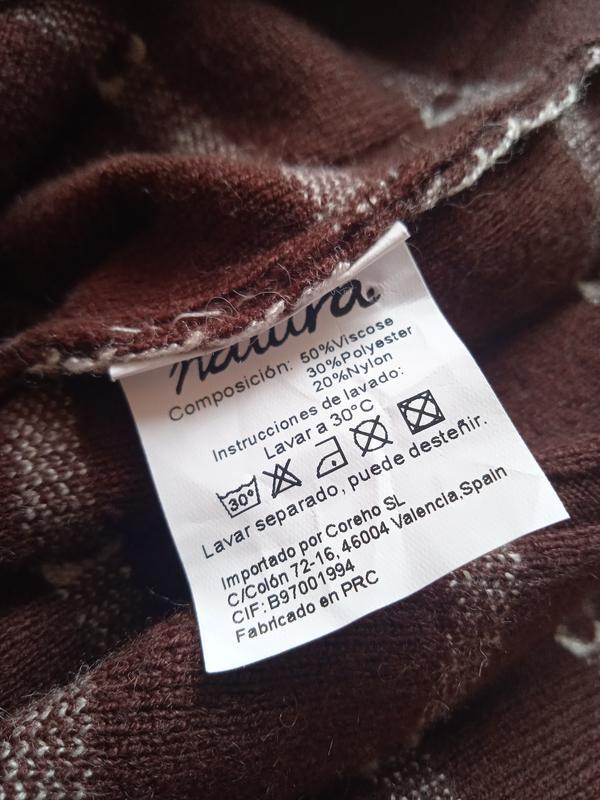 natura.
Composición: 50%Viscose
30%Polyester
20%Nylon
Instrucciones de lavado:
Lavar a 30°C
30°
Lavar separado, puede desteñir.
Importado por Coreho SL
C/Colón 72-16, 46004 Valencia,Spain
CIF:B97001994
Fabricado en PRC